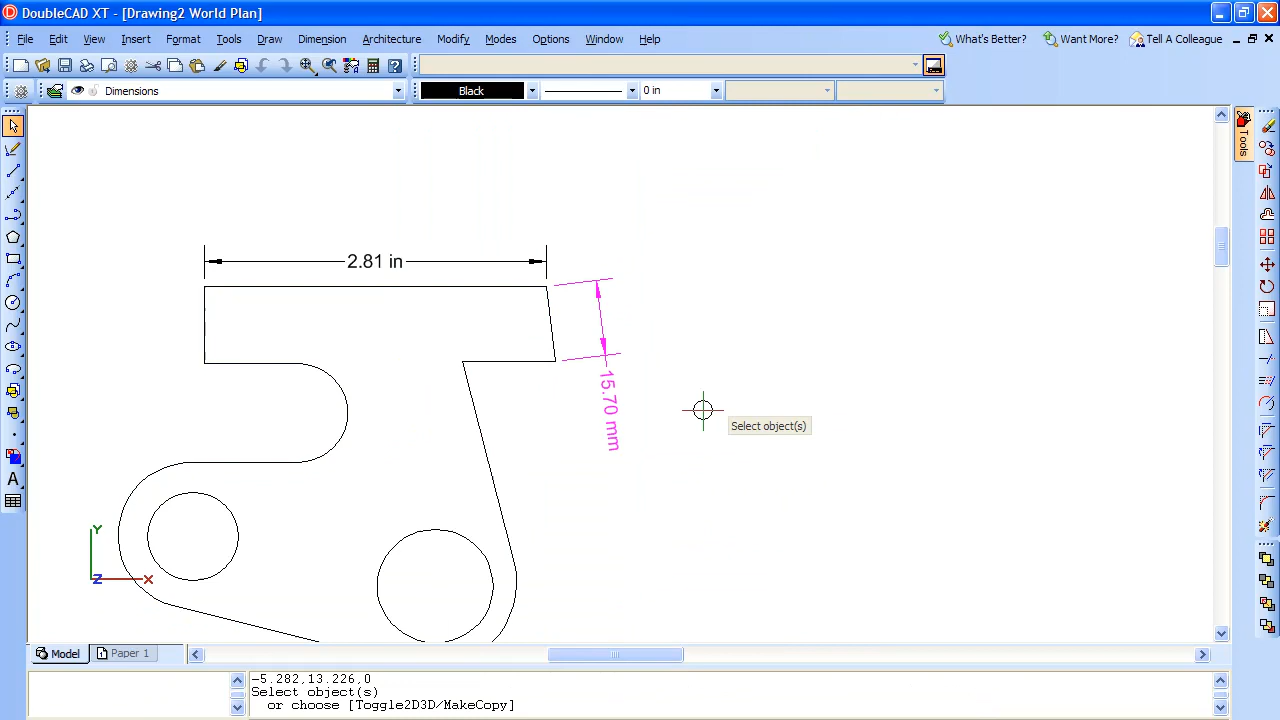 DoubleCAD XT - [Drawing2 World Plan]
File Edit View Insert Format Tools Draw Dimension Architecture Modify Modes Options Window Help What's Better? Want More? Tell A Colleague
Dimensions Black 0 in
Tools
2.81 in
15.70 mm
Select object(s)
Y
Z X
A
Model Paper 1
-5.282,13.226,0
Select object(s)
or choose [Toggle2D3D/MakeCopy]